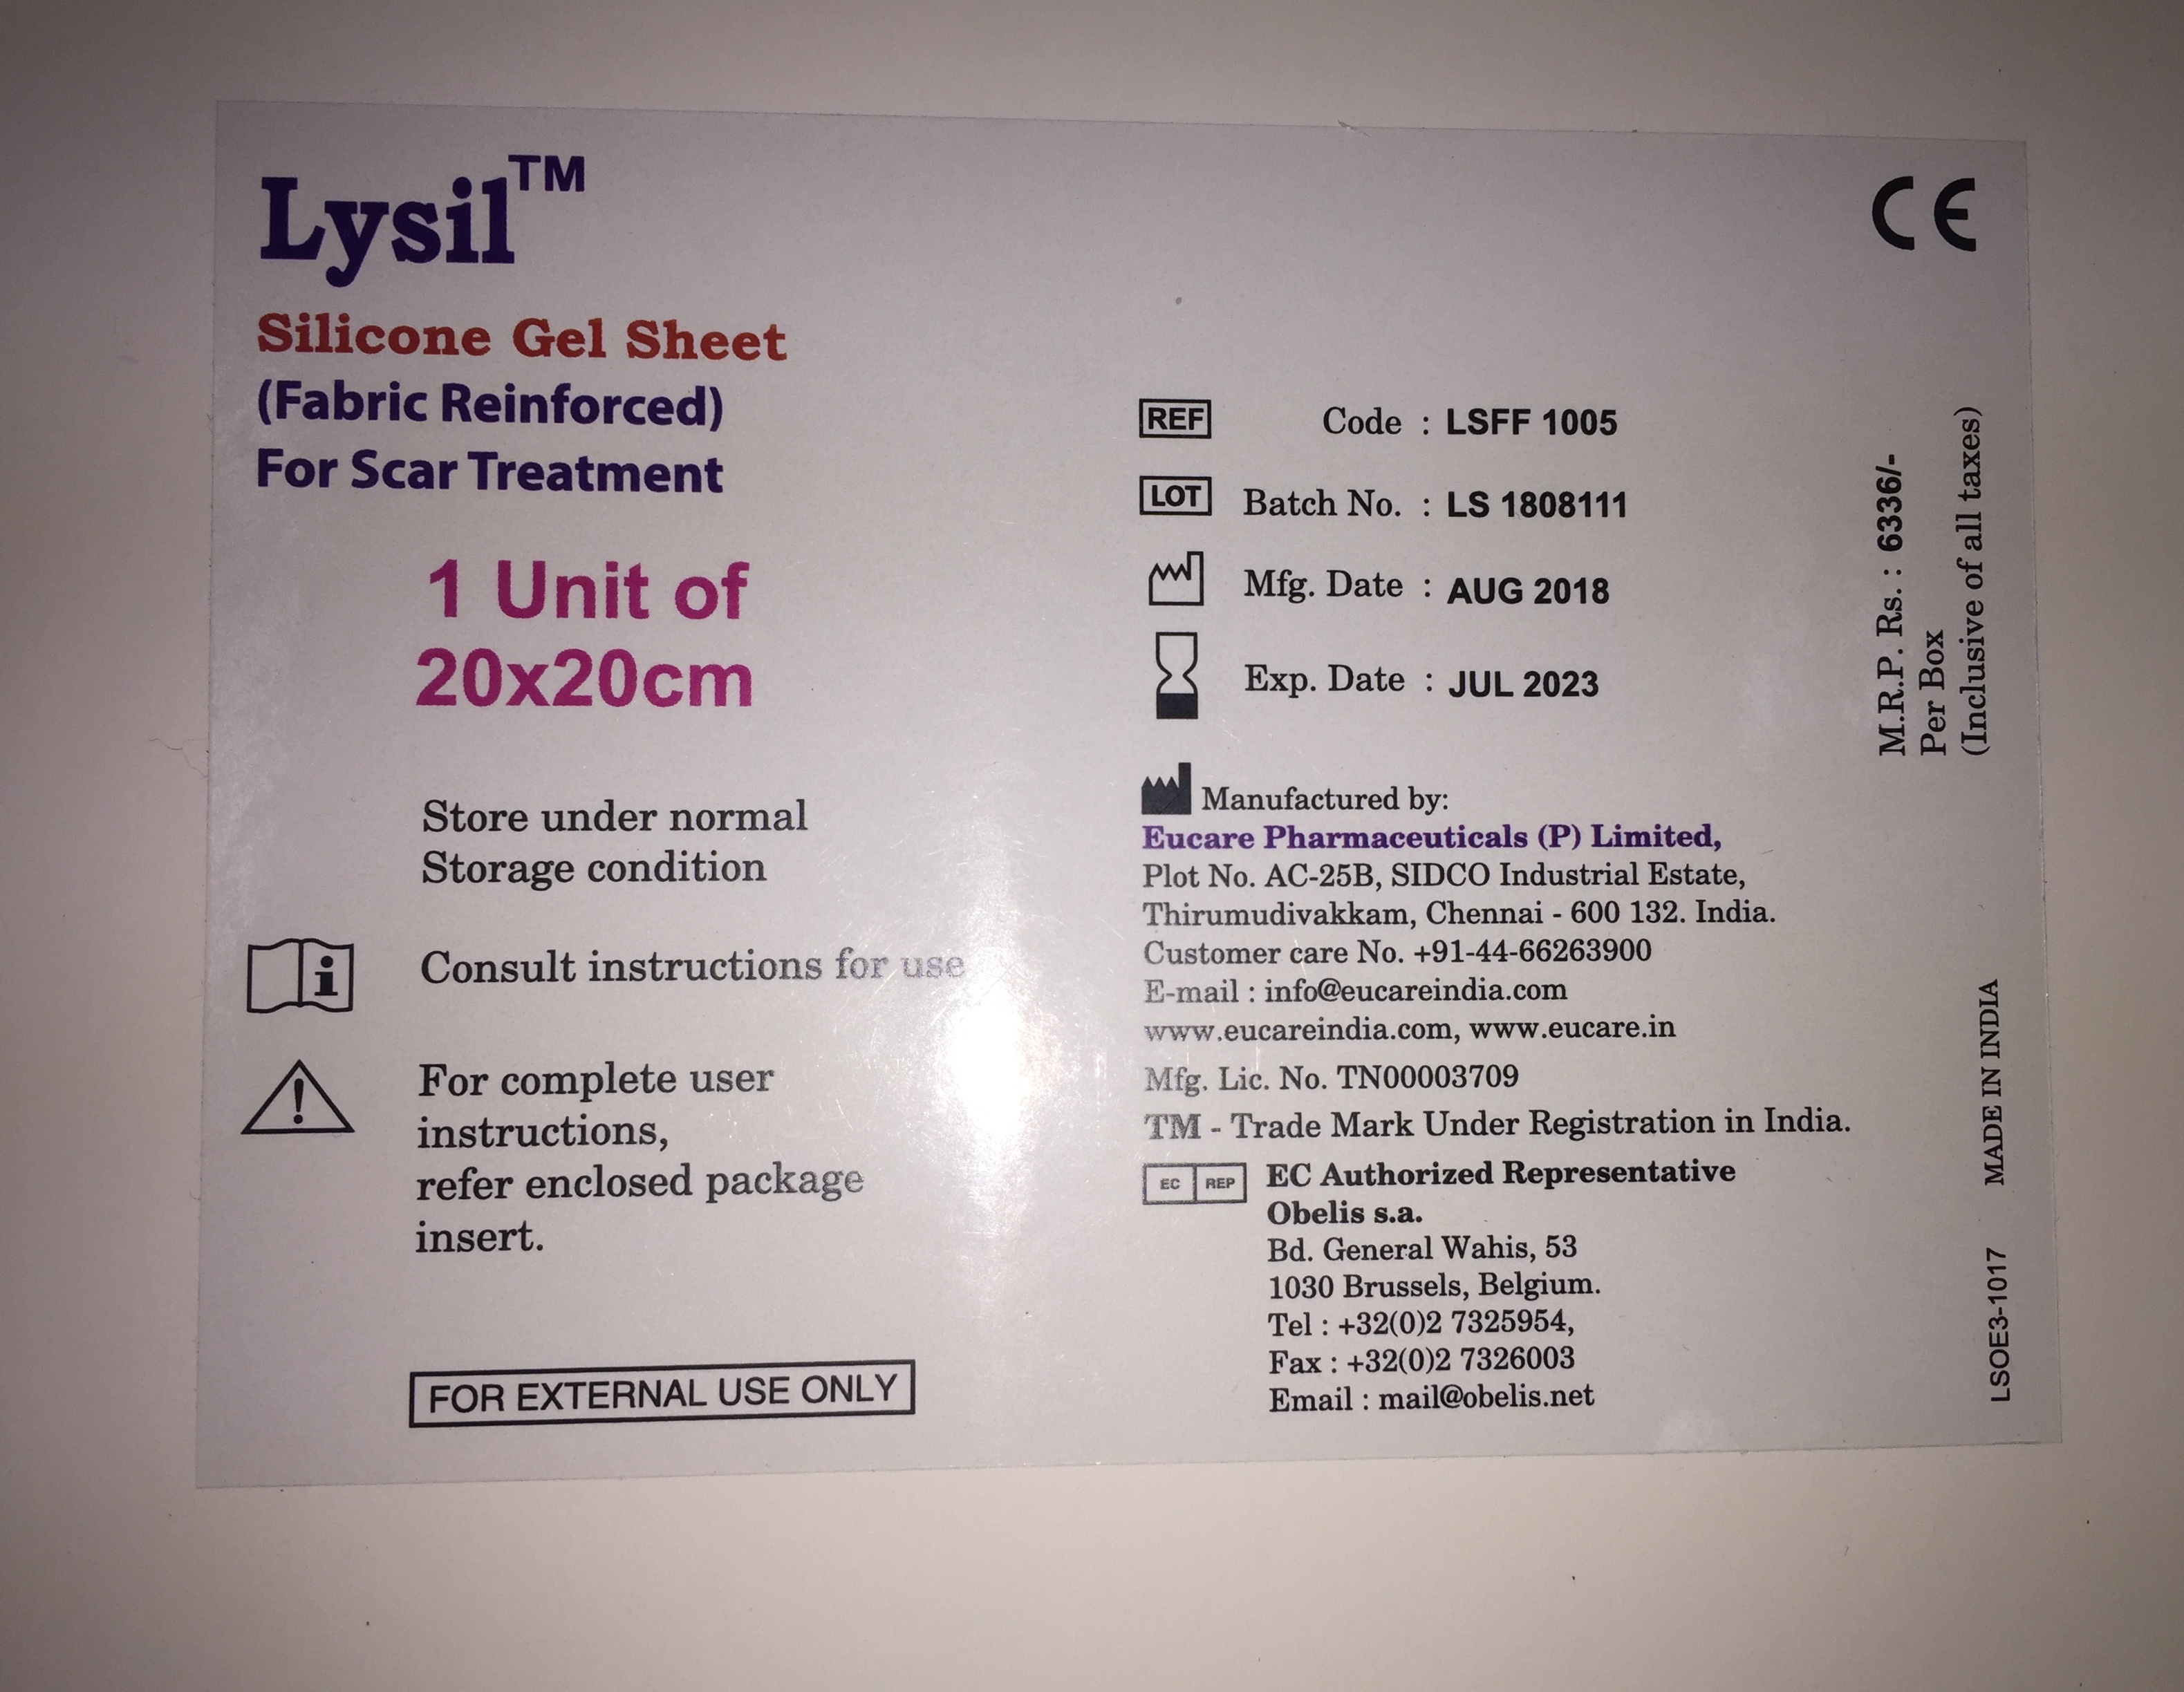 Lysil™
Silicone Gel Sheet
(Fabric Reinforced)
For Scar Treatment
1 Unit of
20x20cm
Store under normal
Storage condition
i
Consult instructions for use
!
For complete user
instructions,
refer enclosed package
insert.
FOR EXTERNAL USE ONLY
CE
REF Code : LSFF 1005
LOT Batch No. : LS 1808111
Mfg. Date : AUG 2018
Exp. Date : JUL 2023
Manufactured by:
Eucare Pharmaceuticals (P) Limited,
Plot No. AC-25B, SIDCO Industrial Estate,
Thirumudivakkam, Chennai - 600 132. India.
Customer care No. +91-44-66263900
E-mail : info@eucareindia.com
www.eucareindia.com, www.eucare.in
Mfg. Lic. No. TN00003709
TM - Trade Mark Under Registration in India.
EC REP EC Authorized Representative
Obelis s.a.
Bd. General Wahis, 53
1030 Brussels, Belgium.
Tel : +32(0)2 7325954,
Fax : +32(0)2 7326003
Email : mail@obelis.net
M.R.P. Rs. : 6336/-
Per Box
(Inclusive of all taxes)
LSOE3-1017 MADE IN INDIA